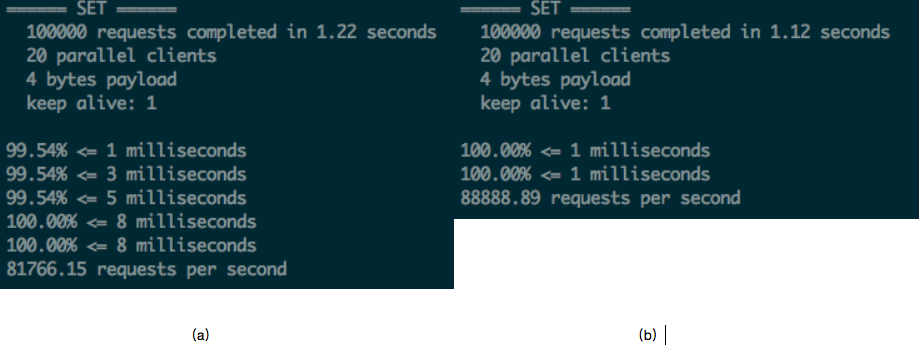 ====== SET ======
100000 requests completed in 1.22 seconds
20 parallel clients
4 bytes payload
keep alive: 1
99.54% <= 1 milliseconds
99.54% <= 3 milliseconds
99.54% <= 5 milliseconds
100.00% <= 8 milliseconds
100.00% <= 8 milliseconds
81766.15 requests per second
(a)
====== SET ======
100000 requests completed in 1.12 seconds
20 parallel clients
4 bytes payload
keep alive: 1
100.00% <= 1 milliseconds
100.00% <= 1 milliseconds
88888.89 requests per second
(b)